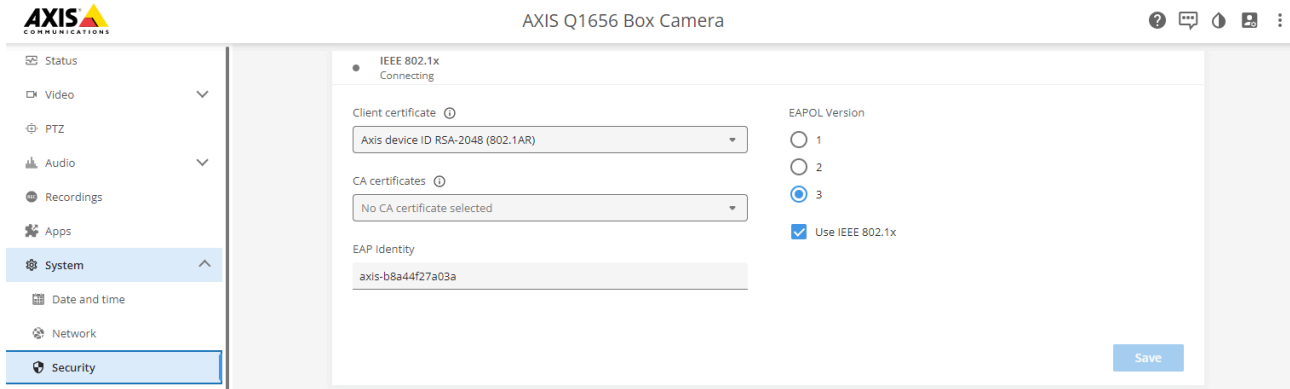 AXIS
COMMUNICATIONS
AXIS Q1656 Box Camera
Status
Video
PTZ
Audio
Recordings
Apps
System
Date and time
Network
Security
IEEE 802.1x
Connecting
Client certificate
Axis device ID RSA-2048 (802.1AR)
CA certificates
No CA certificate selected
EAP Identity
axis-b8a44f27a03a
EAPOL Version
1
2
3
Use IEEE 802.1x
Save